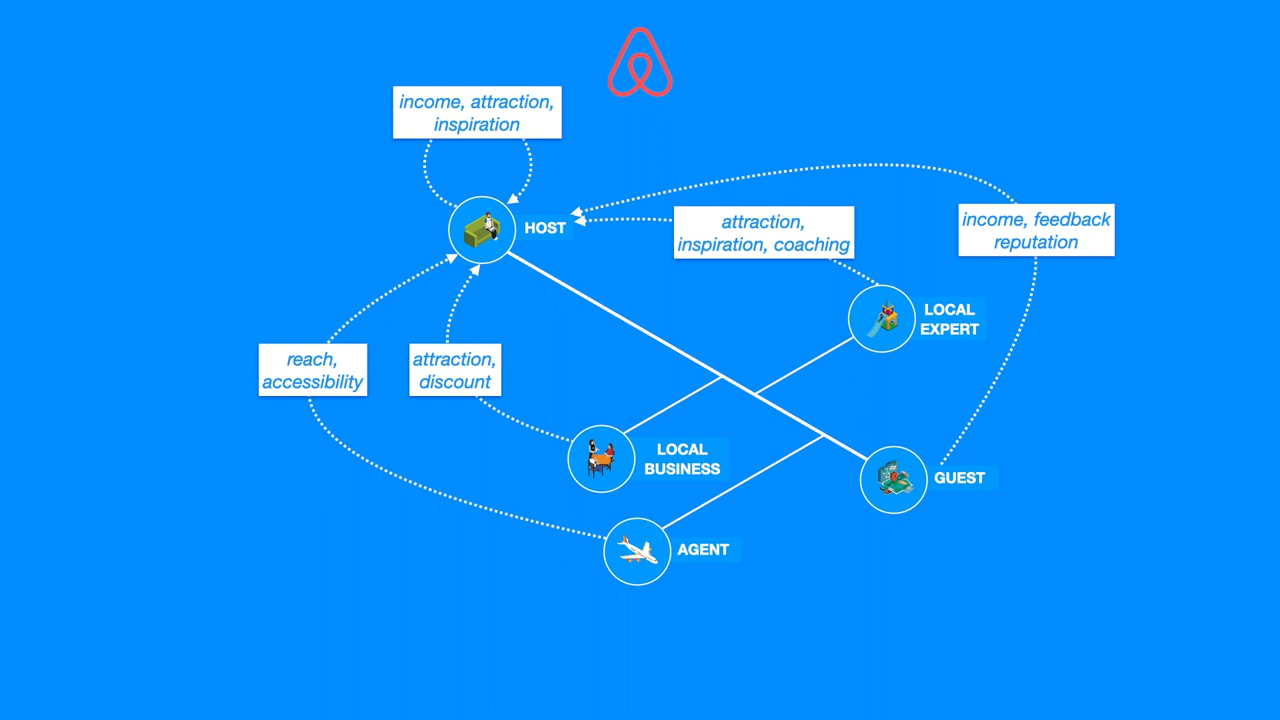 income, attraction,
inspiration
HOST
attraction,
inspiration, coaching
income, feedback
reputation
LOCAL
EXPERT
reach,
accessibility
attraction,
discount
LOCAL
BUSINESS
GUEST
AGENT